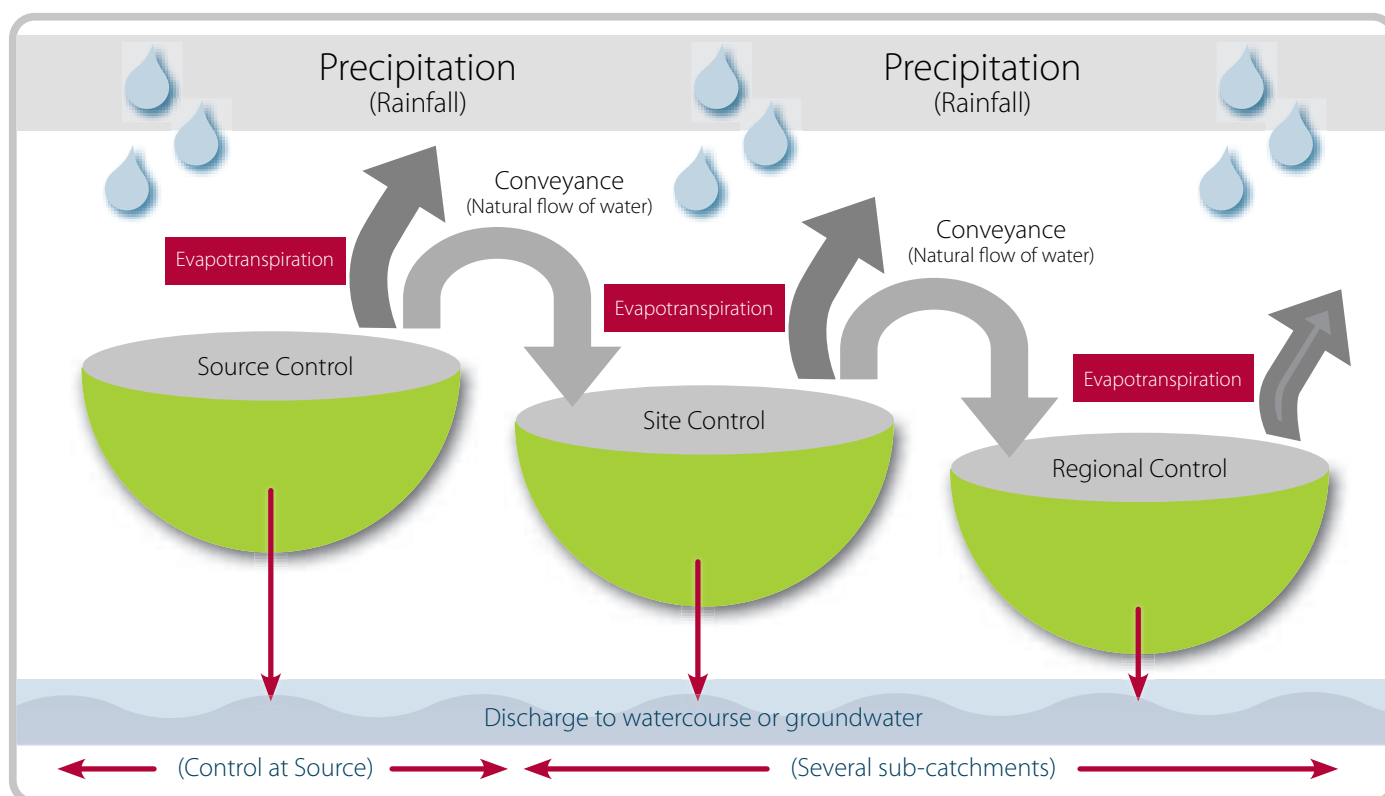 Precipitation
(Rainfall)
Precipitation
(Rainfall)
Conveyance
(Natural flow of water)
Conveyance
(Natural flow of water)
Evapotranspiration
Evapotranspiration
Evapotranspiration
Source Control
Site Control
Regional Control
Discharge to watercourse or groundwater
(Control at Source)
(Several sub-catchments)